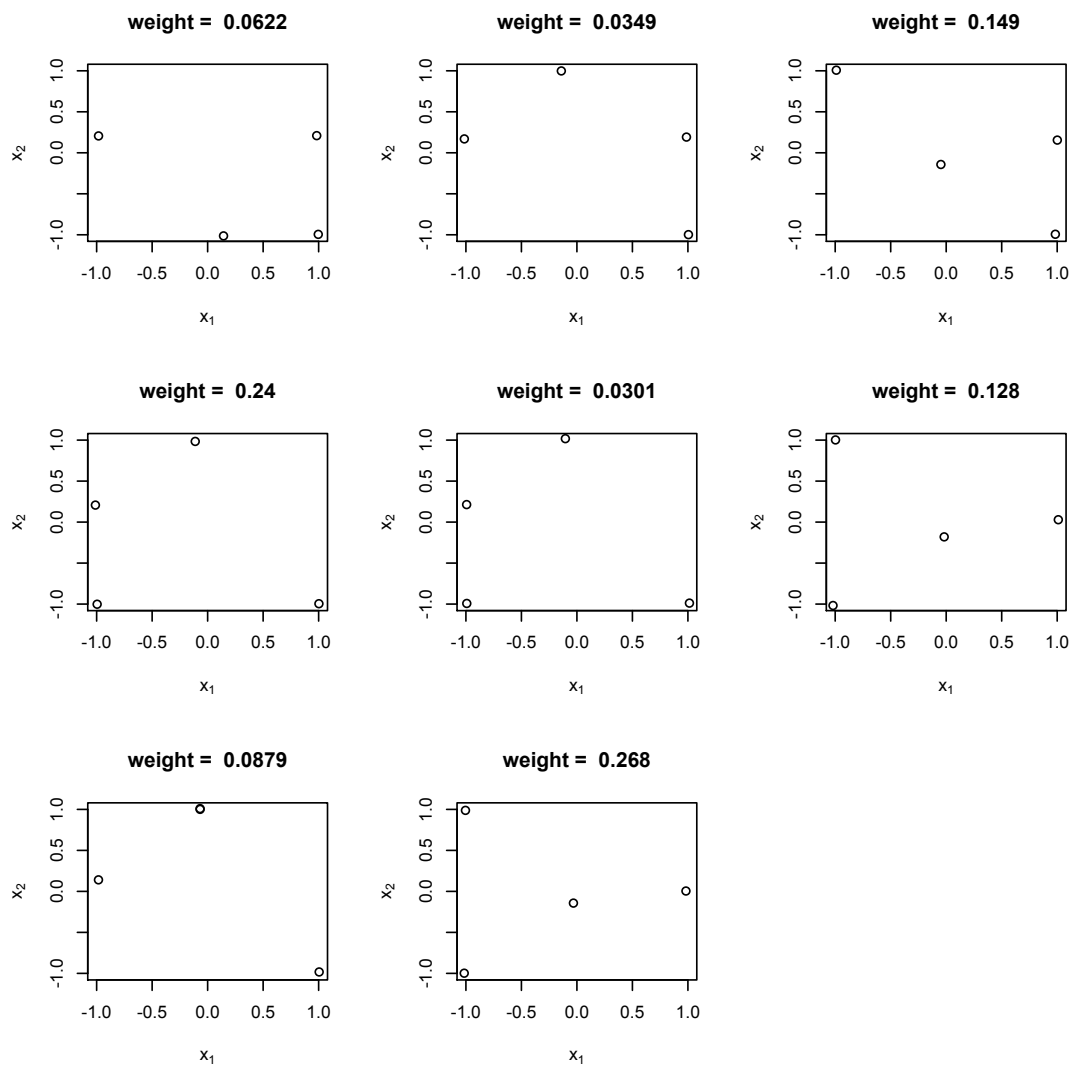 weight = 0.0622
weight = 0.0349
weight = 0.149
x₂
-1.0 0.0 0.5 1.0
x₂
-1.0 0.0 0.5 1.0
x₂
-1.0 0.0 0.5 1.0
-1.0 -0.5 0.0 0.5 1.0
-1.0 -0.5 0.0 0.5 1.0
-1.0 -0.5 0.0 0.5 1.0
x₁
x₁
x₁
weight = 0.24
weight = 0.0301
weight = 0.128
x₂
-1.0 0.0 0.5 1.0
x₂
-1.0 0.0 0.5 1.0
x₂
-1.0 0.0 0.5 1.0
-1.0 -0.5 0.0 0.5 1.0
-1.0 -0.5 0.0 0.5 1.0
-1.0 -0.5 0.0 0.5 1.0
x₁
x₁
x₁
weight = 0.0879
weight = 0.268
x₂
-1.0 0.0 0.5 1.0
x₂
-1.0 0.0 0.5 1.0
-1.0 -0.5 0.0 0.5 1.0
-1.0 -0.5 0.0 0.5 1.0
x₁
x₁